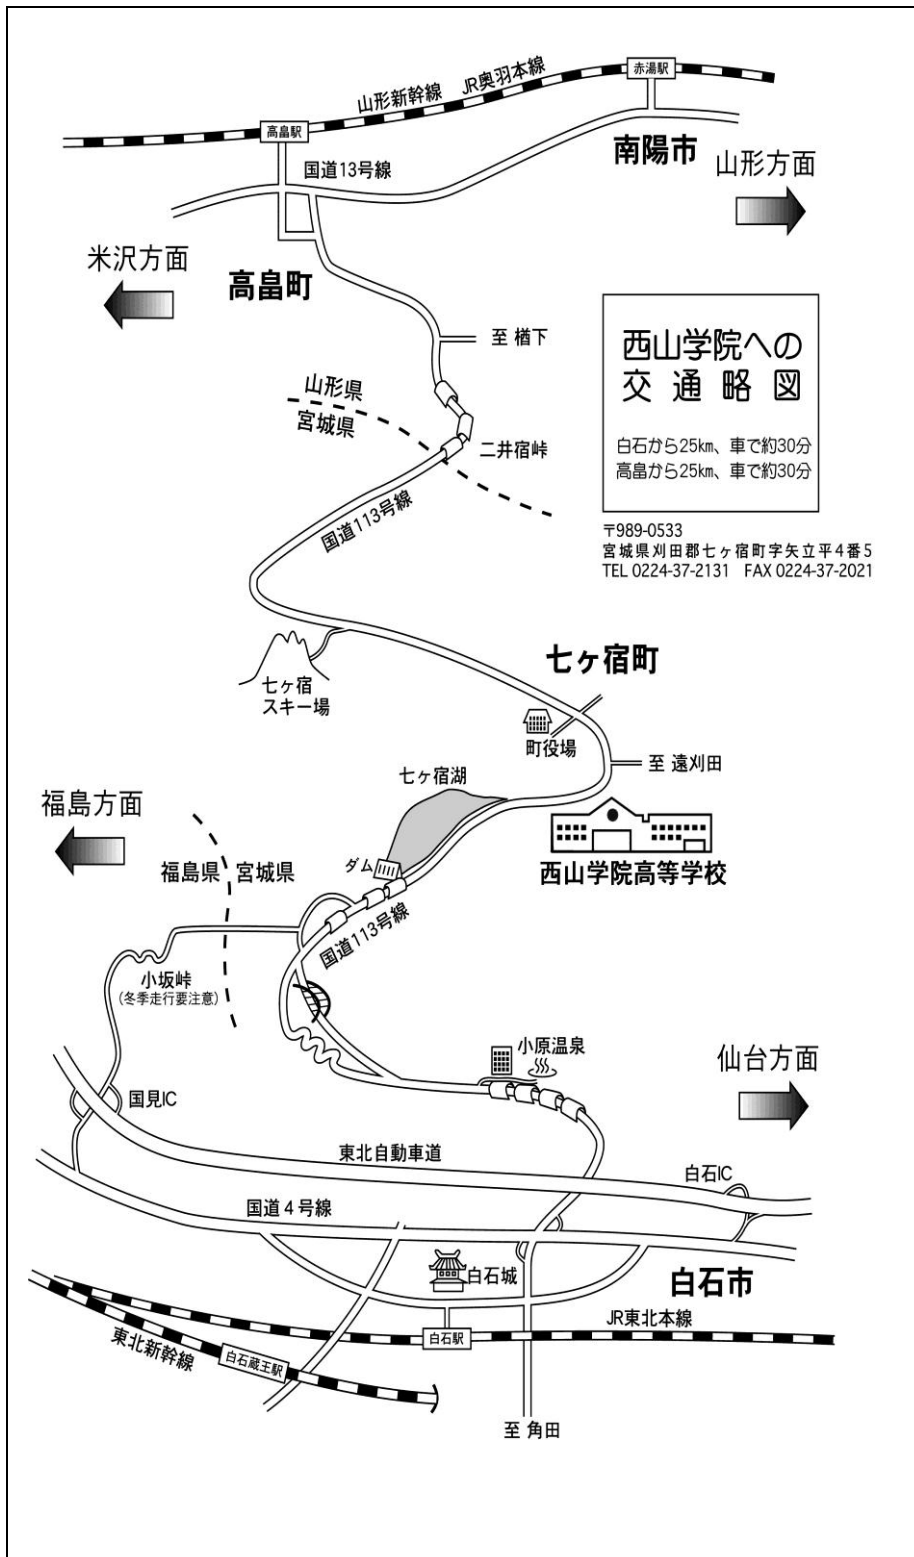 赤湯駅
山形新幹線 JR奥羽本線
高畠駅
南陽市
国道13号線
山形方面
米沢方面
高畠町
至 楢下
西山学院への
交通略図
山形県
宮城県
二井宿峠
白石から25㎞、車で約30分
高畠から25㎞、車で約30分
国道113号線
〒989-0533
宮城県刈田郡七ヶ宿町字矢立平4番5
TEL 0224-37-2131 FAX 0224-37-2021
七ヶ宿町
七ヶ宿
スキー場
町役場
至 遠刈田
七ヶ宿湖
福島方面
ダム
福島県
宮城県
西山学院高等学校
国道113号線
小坂峠
(冬季走行要注意)
小原温泉
仙台方面
国見IC
東北自動車道
白石IC
国道4号線
白石城
白石市
JR東北本線
白石駅
東北新幹線
白石蔵王駅
至 角田